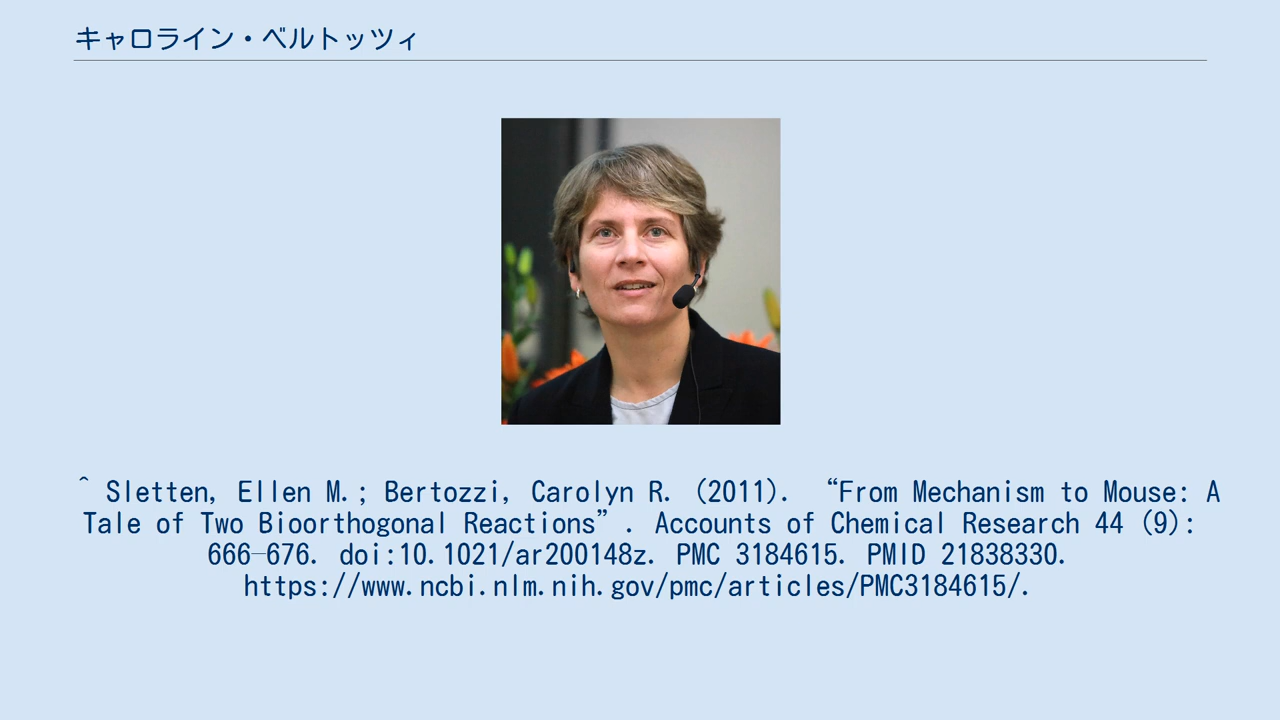 キャロライン・ベルトッツィ
^ Sletten, Ellen M.; Bertozzi, Carolyn R. (2011). “From Mechanism to Mouse: A
Tale of Two Bioorthogonal Reactions”. Accounts of Chemical Research 44 (9):
666–676. doi:10.1021/ar200148z. PMC 3184615. PMID 21838330.
https://www.ncbi.nlm.nih.gov/pmc/articles/PMC3184615/.